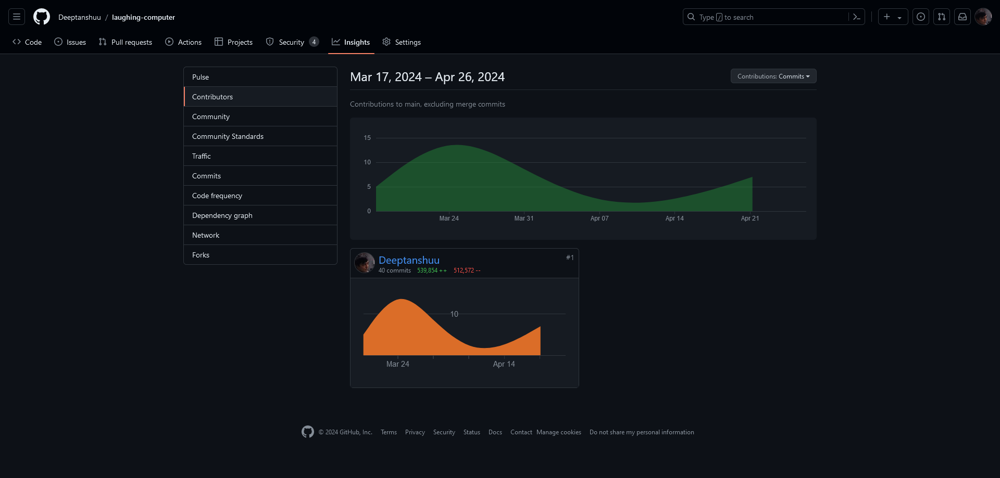 Deeptanshuu / laughing-computer
Type / to search
Code Issues Pull requests Actions Projects Security 4 Insights Settings
Pulse
Contributors
Community
Community Standards
Traffic
Commits
Code frequency
Dependency graph
Network
Forks
Mar 17, 2024 – Apr 26, 2024
Contributions: Commits
Contributions to main, excluding merge commits
15
10
5
0
Mar 24 Mar 31 Apr 07 Apr 14 Apr 21
Deeptanshuu
#1
40 commits 539,854 ++ 512,572 --
10
Mar 24 Apr 14
© 2024 GitHub, Inc. Terms Privacy Security Status Docs Contact Manage cookies Do not share my personal information